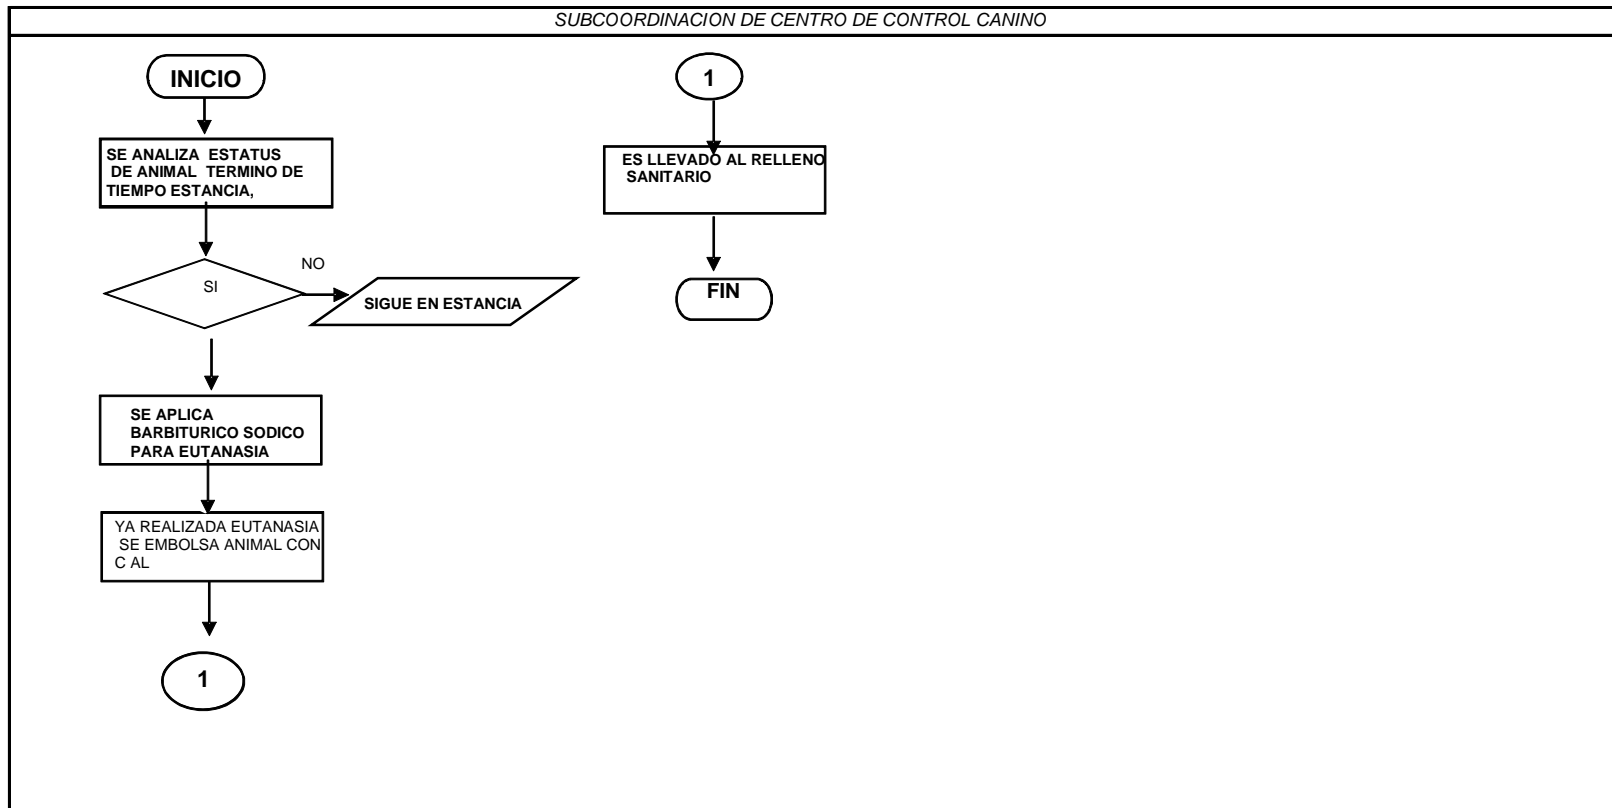 SUBCOORDINACION DE CENTRO DE CONTROL CANINO
INICIO
SE ANALIZA ESTATUS
DE ANIMAL TERMINO DE
TIEMPO ESTANCIA,
SI
NO
SIGUE EN ESTANCIA
SE APLICA
BARBITURICO SODICO
PARA EUTANASIA
YA REALIZADA EUTANASIA
SE EMBOLSA ANIMAL CON
C AL
1
1
ES LLEVADO AL RELLENO
SANITARIO
FIN